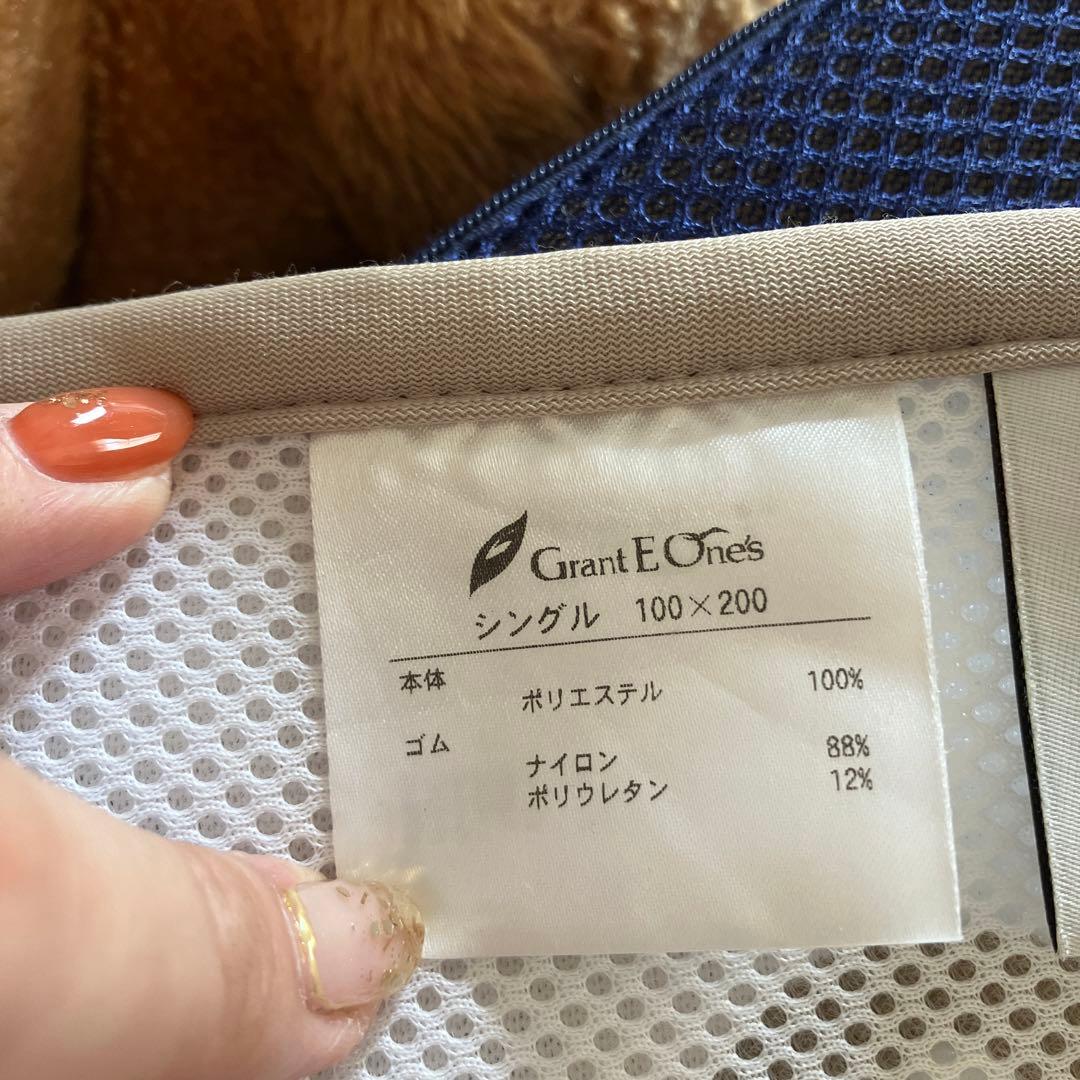 Grant E One's
シングル 100×200
本体 ポリエステル 100%
ゴム ナイロン 88%
ポリウレタン 12%